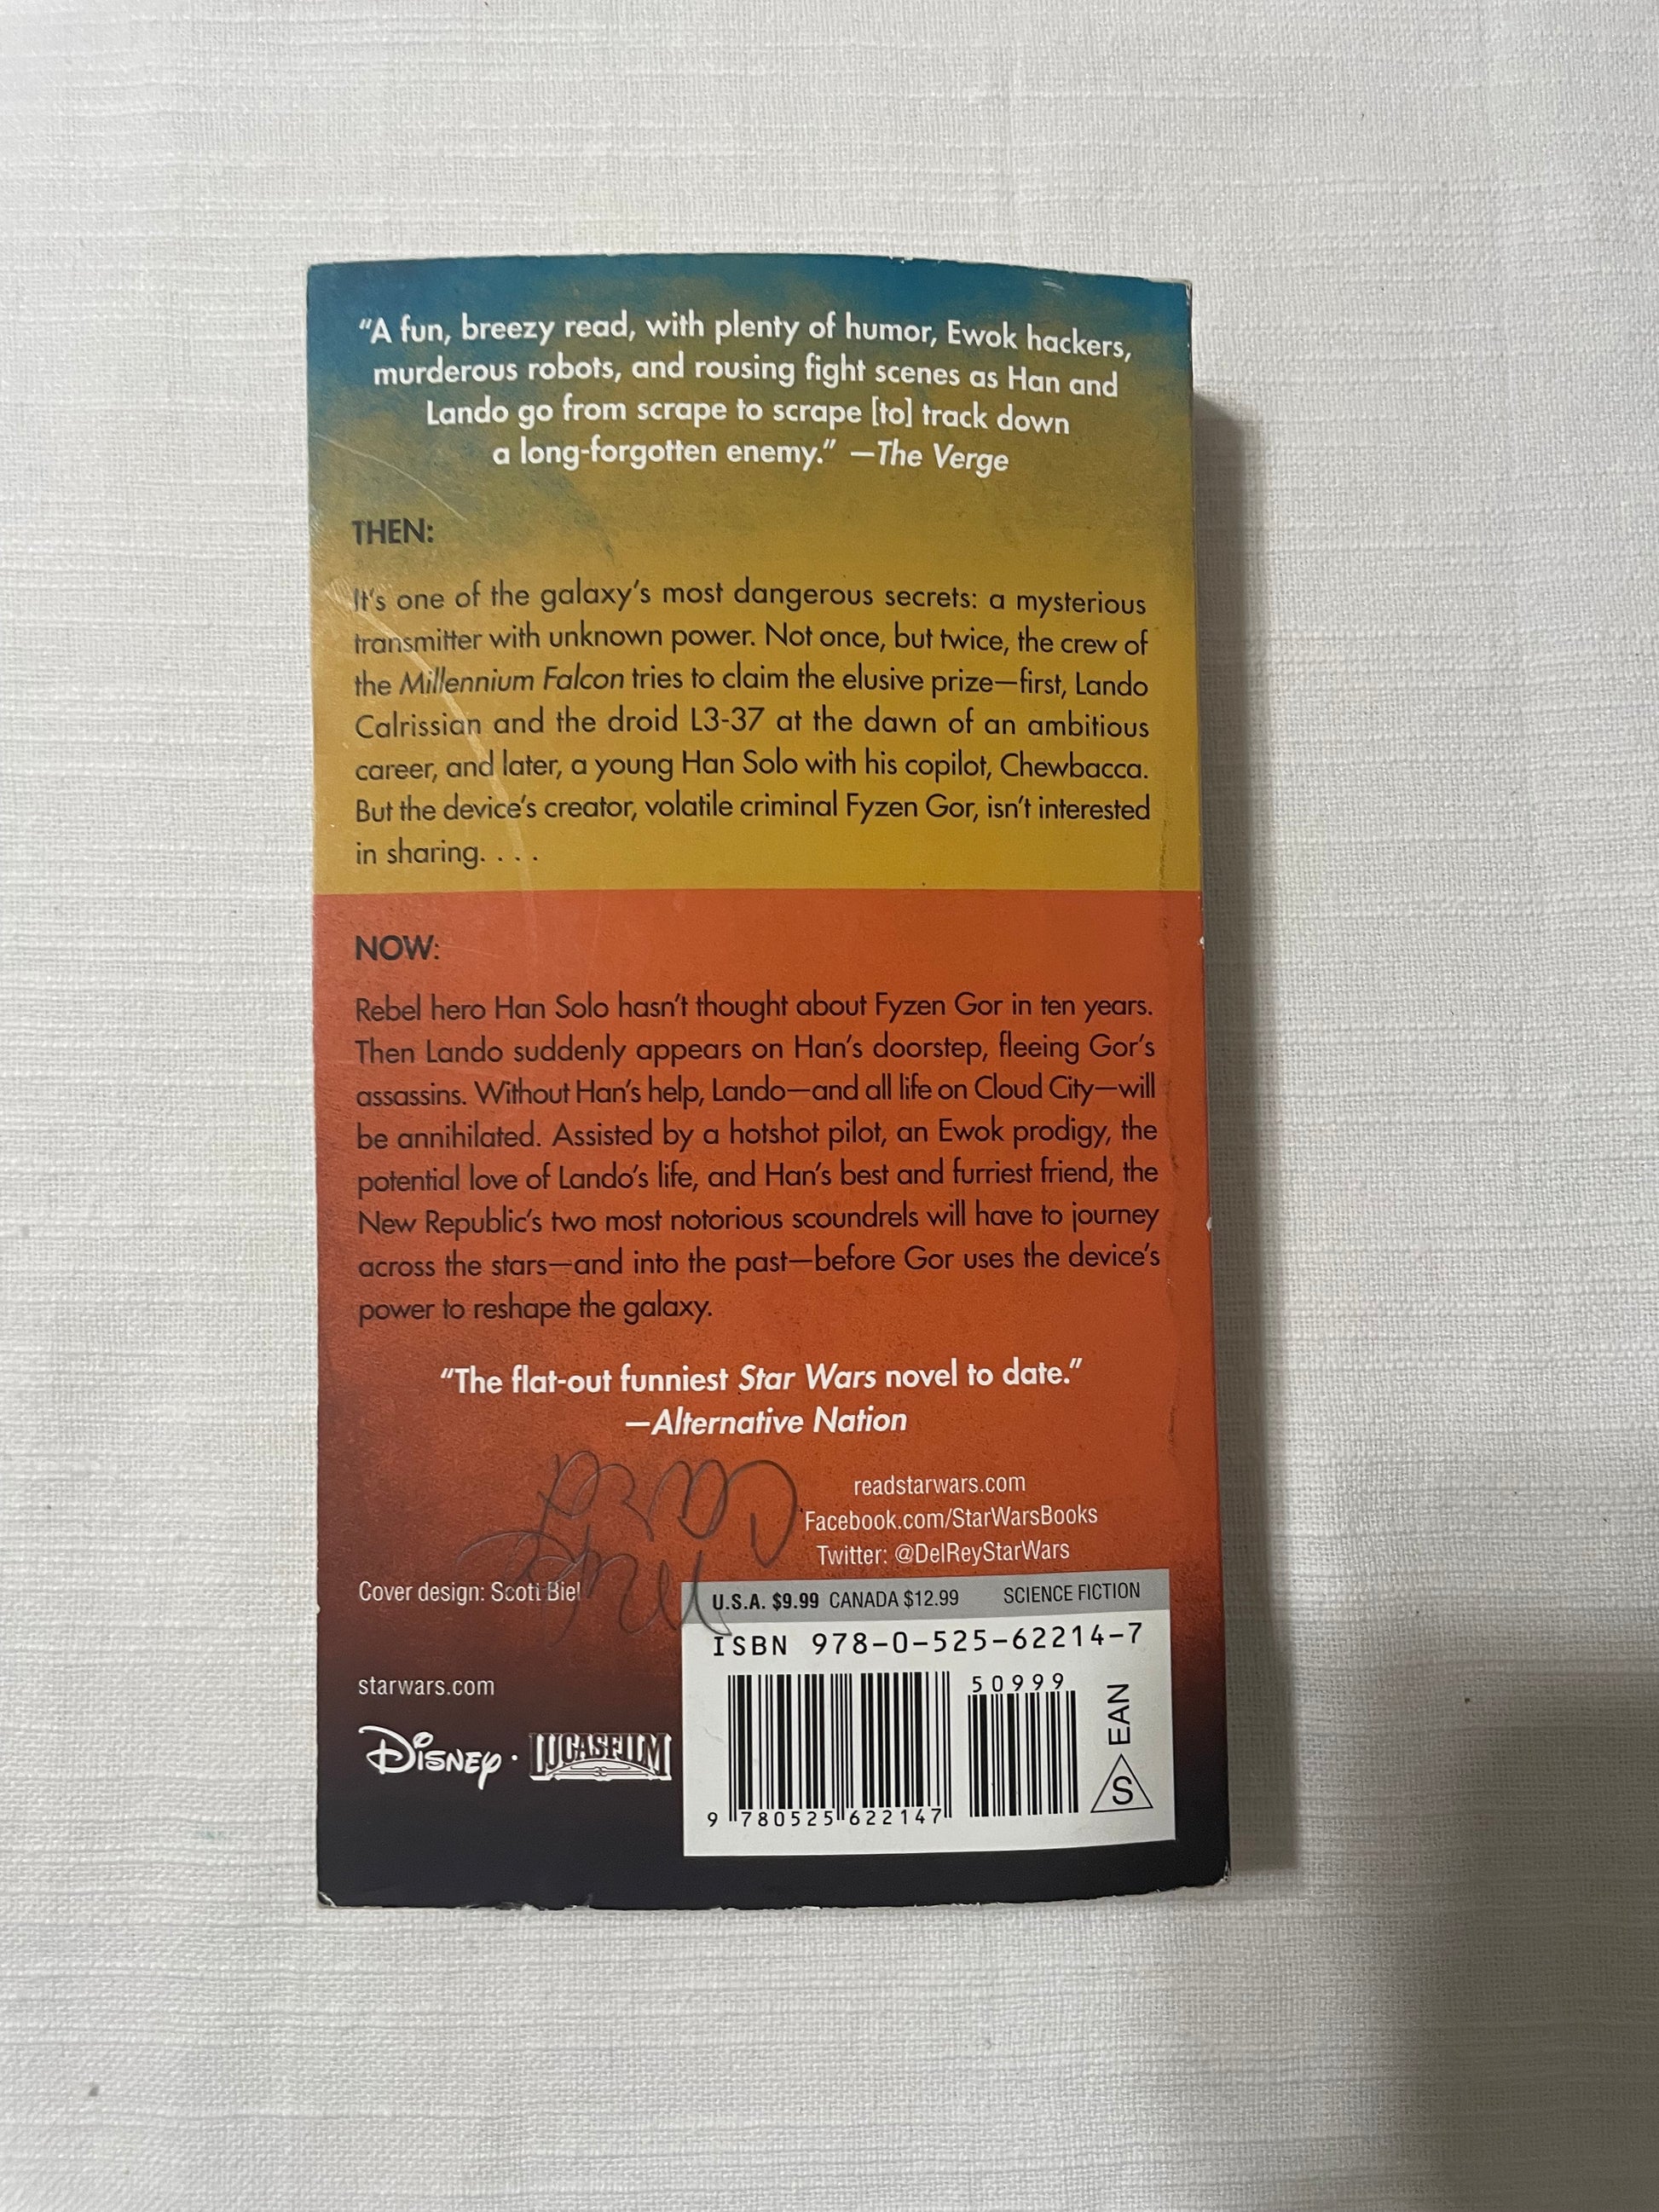 “A fun, breezy read, with plenty of humor, Ewok hackers,
murderous robots, and rousing fight scenes as Han and
Lando go from scrape to scrape [to] track down
a long-forgotten enemy.” —The Verge
THEN:
It’s one of the galaxy’s most dangerous secrets: a mysterious
transmitter with unknown power. Not once, but twice, the crew of
the Millennium Falcon tries to claim the elusive prize—first, Lando
Calrissian and the droid L3-37 at the dawn of an ambitious
career, and later, a young Han Solo with his copilot, Chewbacca.
But the device’s creator, volatile criminal Fyzen Gor, isn’t interested
in sharing. . . .
NOW:
Rebel hero Han Solo hasn’t thought about Fyzen Gor in ten years.
Then Lando suddenly appears on Han’s doorstep, fleeing Gor’s
assassins. Without Han’s help, Lando—and all life on Cloud City—will
be annihilated. Assisted by a hotshot pilot, an Ewok prodigy, the
potential love of Lando’s life, and Han’s best and furriest friend, the
New Republic’s two most notorious scoundrels will have to journey
across the stars—and into the past—before Gor uses the device’s
power to reshape the galaxy.
“The flat-out funniest Star Wars novel to date.”
—Alternative Nation
readstarwars.com
Facebook.com/StarWarsBooks
Twitter: @DelReyStarWars
Cover design: Scott Biel
starwars.com
Disney · LUCASFILM
U.S.A. $9.99 CANADA $12.99 SCIENCE FICTION
ISBN 978-0-525-62214-7
50999
9 780525 622147
S EAN